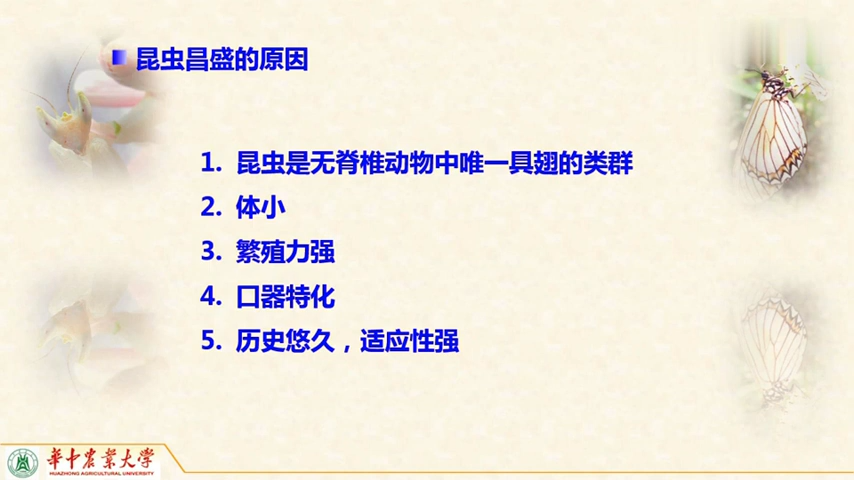 昆虫昌盛的原因
1. 昆虫是无脊椎动物中唯一具翅的类群
2. 体小
3. 繁殖力强
4. 口器特化
5. 历史悠久，适应性强
华中农业大学
HUAZHONG AGRICULTURAL UNIVERSITY